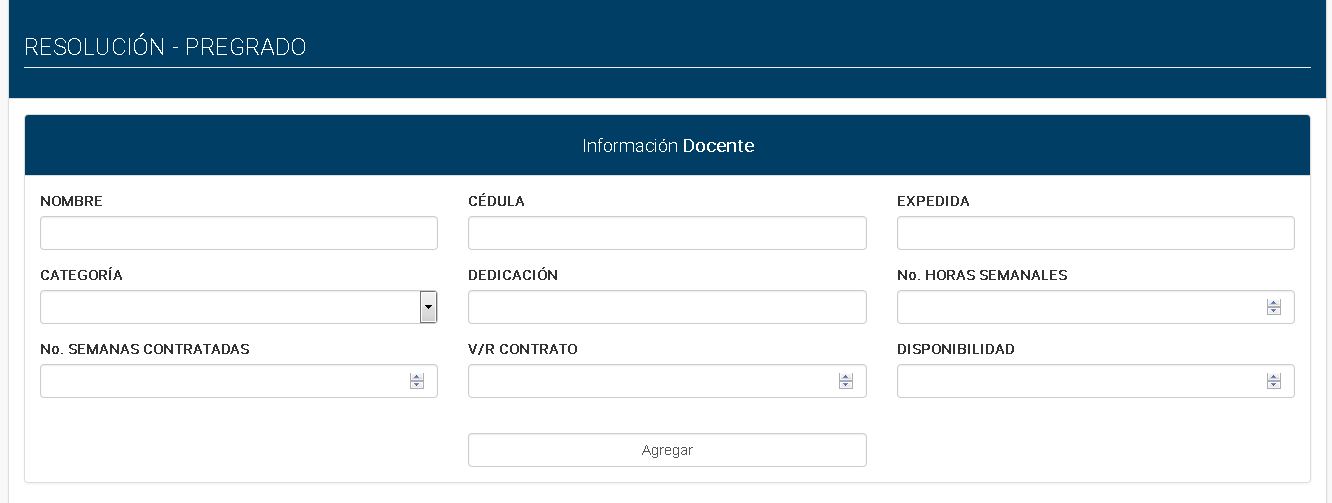 RESOLUCIÓN - PREGRADO
Información Docente
NOMBRE CÉDULA EXPEDIDA
CATEGORÍA DEDICACIÓN No. HORAS SEMANALES
No. SEMANAS CONTRATADAS V/R CONTRATO DISPONIBILIDAD
Agregar